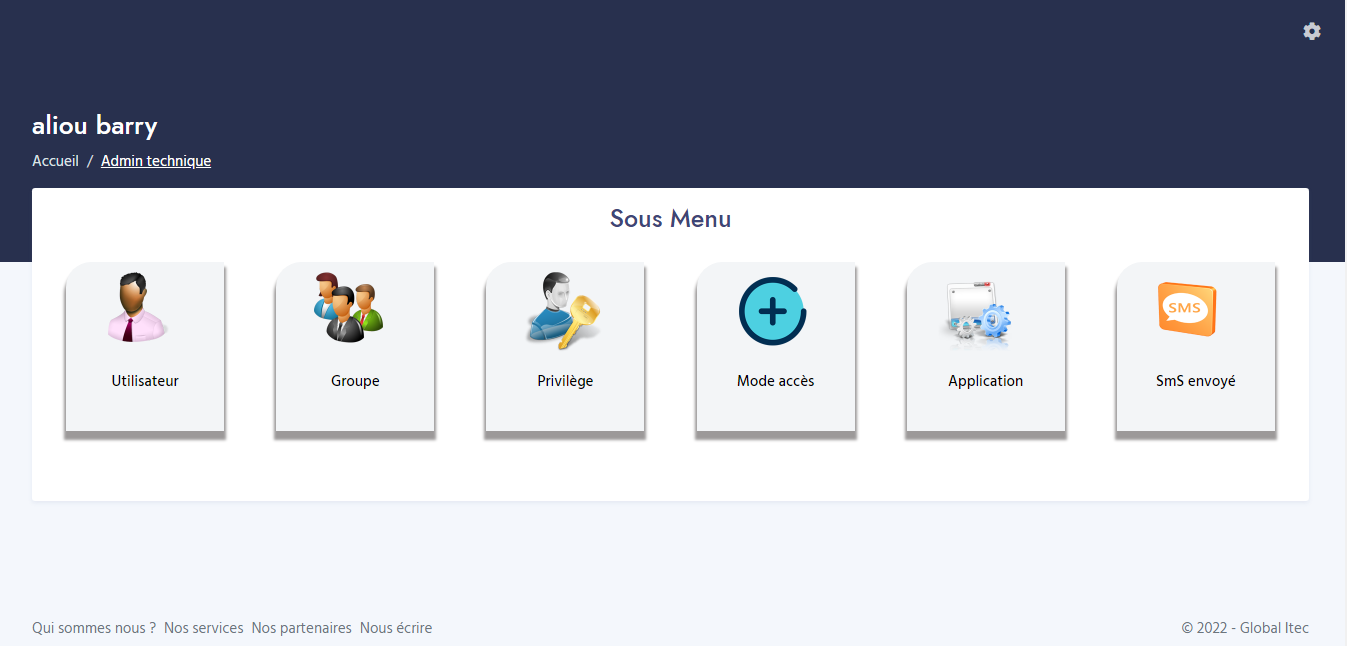 aliou barry
Accueil / Admin technique
Sous Menu
Utilisateur
Groupe
Privilège
Mode accès
Application
SMS
SmS envoyé
Qui sommes nous ? Nos services Nos partenaires Nous écrire
© 2022 - Global Itec